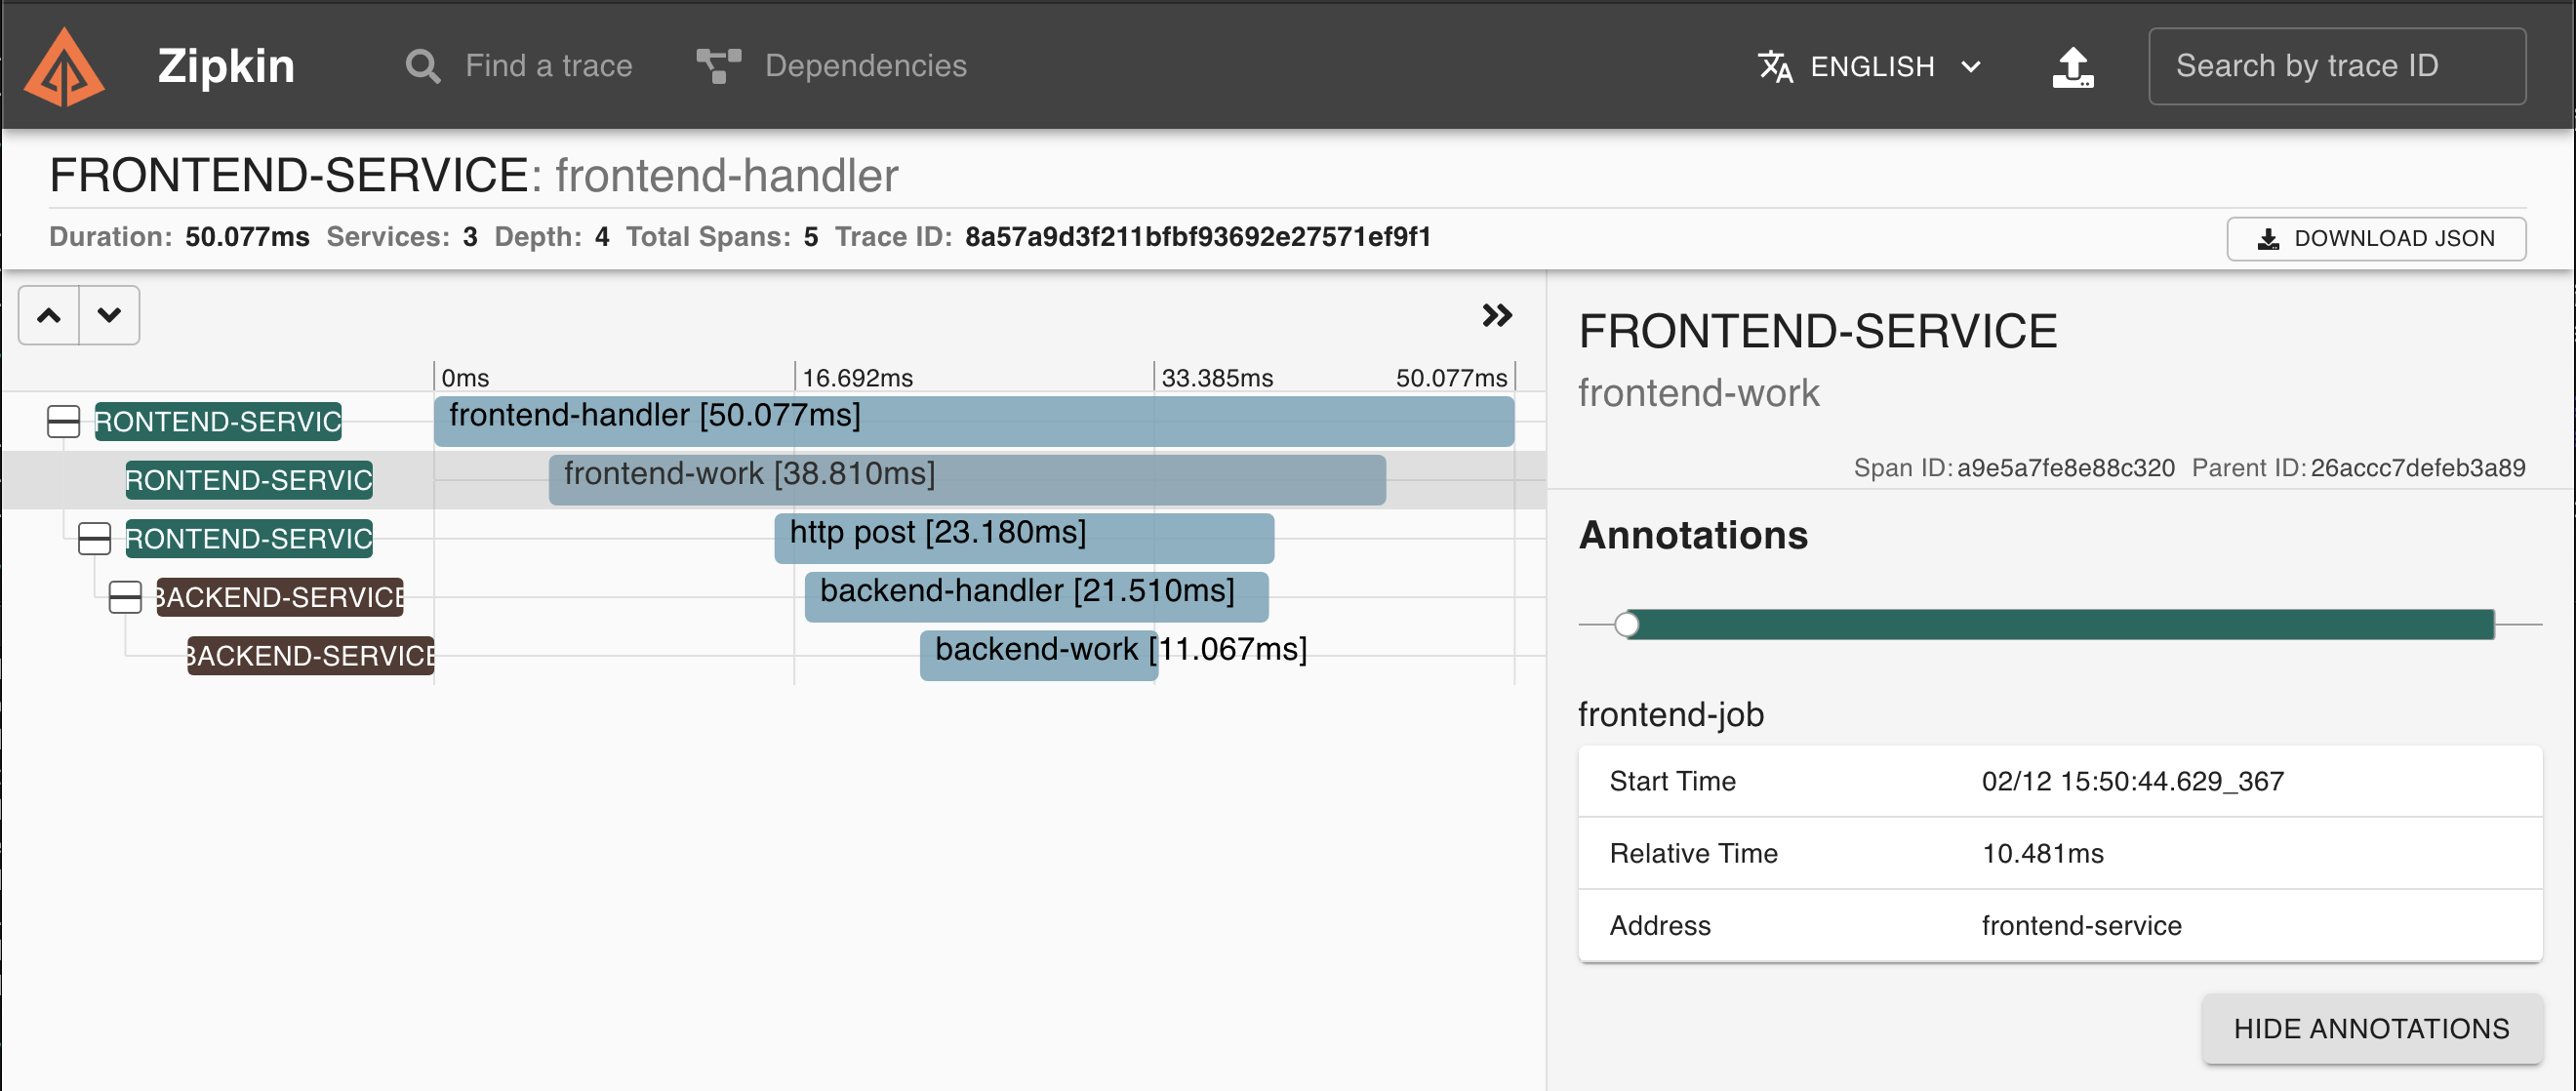 Zipkin
Find a trace
Dependencies
ENGLISH
Search by trace ID
FRONTEND-SERVICE: frontend-handler
Duration: 50.077ms Services: 3 Depth: 4 Total Spans: 5 Trace ID: 8a57a9d3f211bfbf93692e27571ef9f1
DOWNLOAD JSON
0ms
16.692ms
33.385ms
50.077ms
RONTEND-SERVIC
frontend-handler [50.077ms]
RONTEND-SERVIC
frontend-work [38.810ms]
RONTEND-SERVIC
http post [23.180ms]
BACKEND-SERVICE
backend-handler [21.510ms]
BACKEND-SERVICE
backend-work [11.067ms]
FRONTEND-SERVICE
frontend-work
Span ID: a9e5a7fe8e88c320 Parent ID: 26accc7defeb3a89
Annotations
frontend-job
Start Time 02/12 15:50:44.629_367
Relative Time 10.481ms
Address frontend-service
HIDE ANNOTATIONS